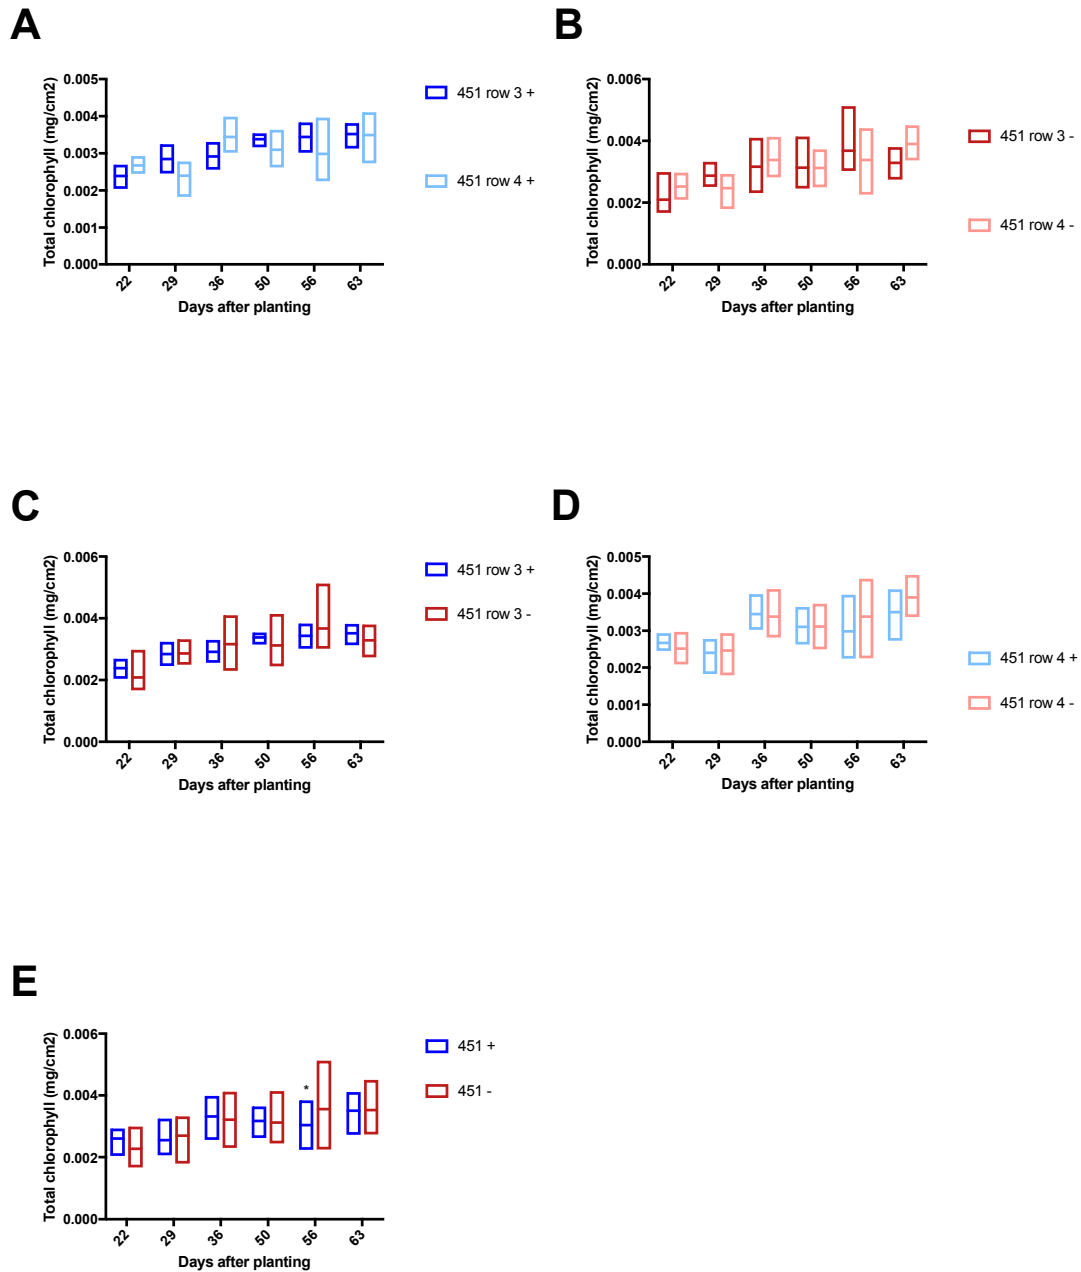 A
Total chlorophyll (mg/cm2)
0.005
0.004
0.003
0.002
0.001
0.000
22 29 36 50 56 63
Days after planting
451 row 3 +
451 row 4 +
B
Total chlorophyll (mg/cm2)
0.006
0.004
0.002
0.000
22 29 36 50 56 63
Days after planting
451 row 3 -
451 row 4 -
C
Total chlorophyll (mg/cm2)
0.006
0.004
0.002
0.000
22 29 36 50 56 63
Days after planting
451 row 3 +
451 row 3 -
D
Total chlorophyll (mg/cm2)
0.005
0.004
0.003
0.002
0.001
0.000
22 29 36 50 56 63
Days after planting
451 row 4 +
451 row 4 -
E
Total chlorophyll (mg/cm2)
0.006
0.004
0.002
0.000
*
22 29 36 50 56 63
Days after planting
451 +
451 -